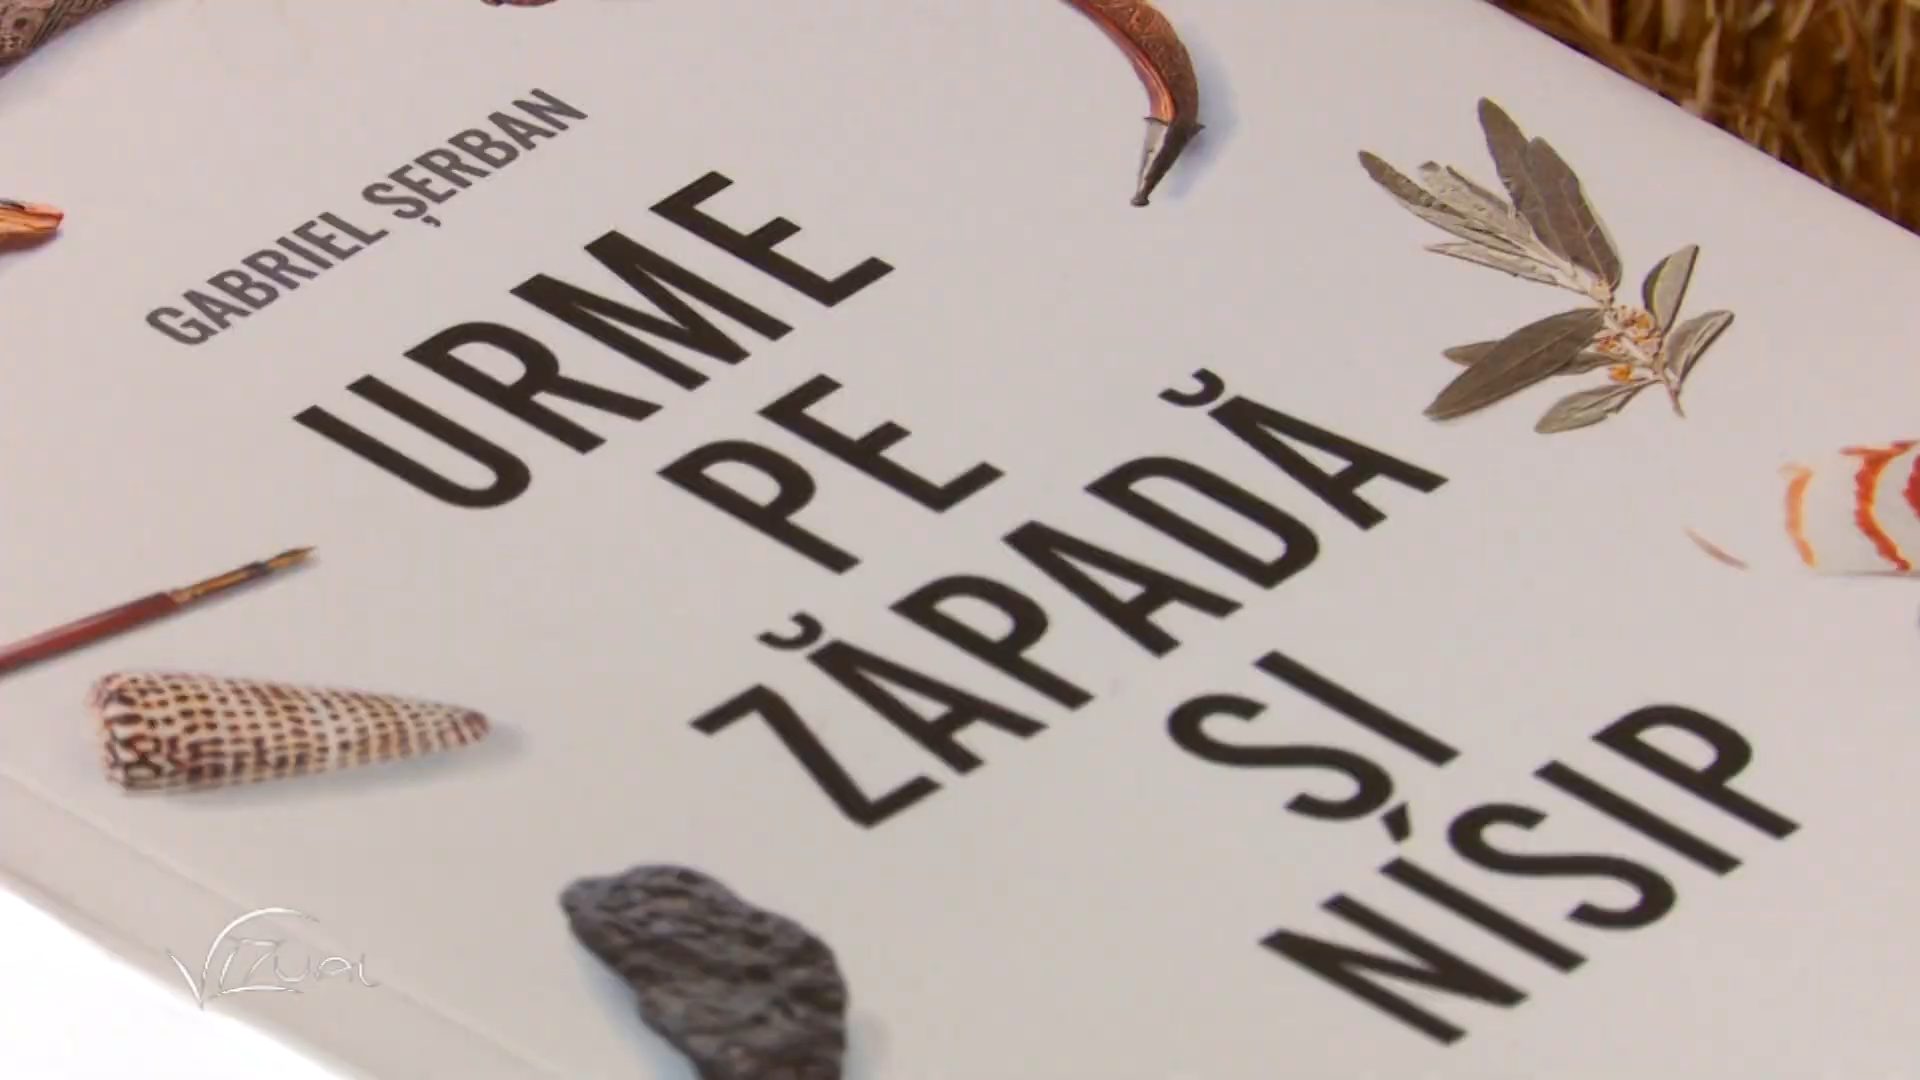 GABRIEL ȘERBAN
URME
PE
ZĂPADĂ
ȘI
NISIP
VIZUAL